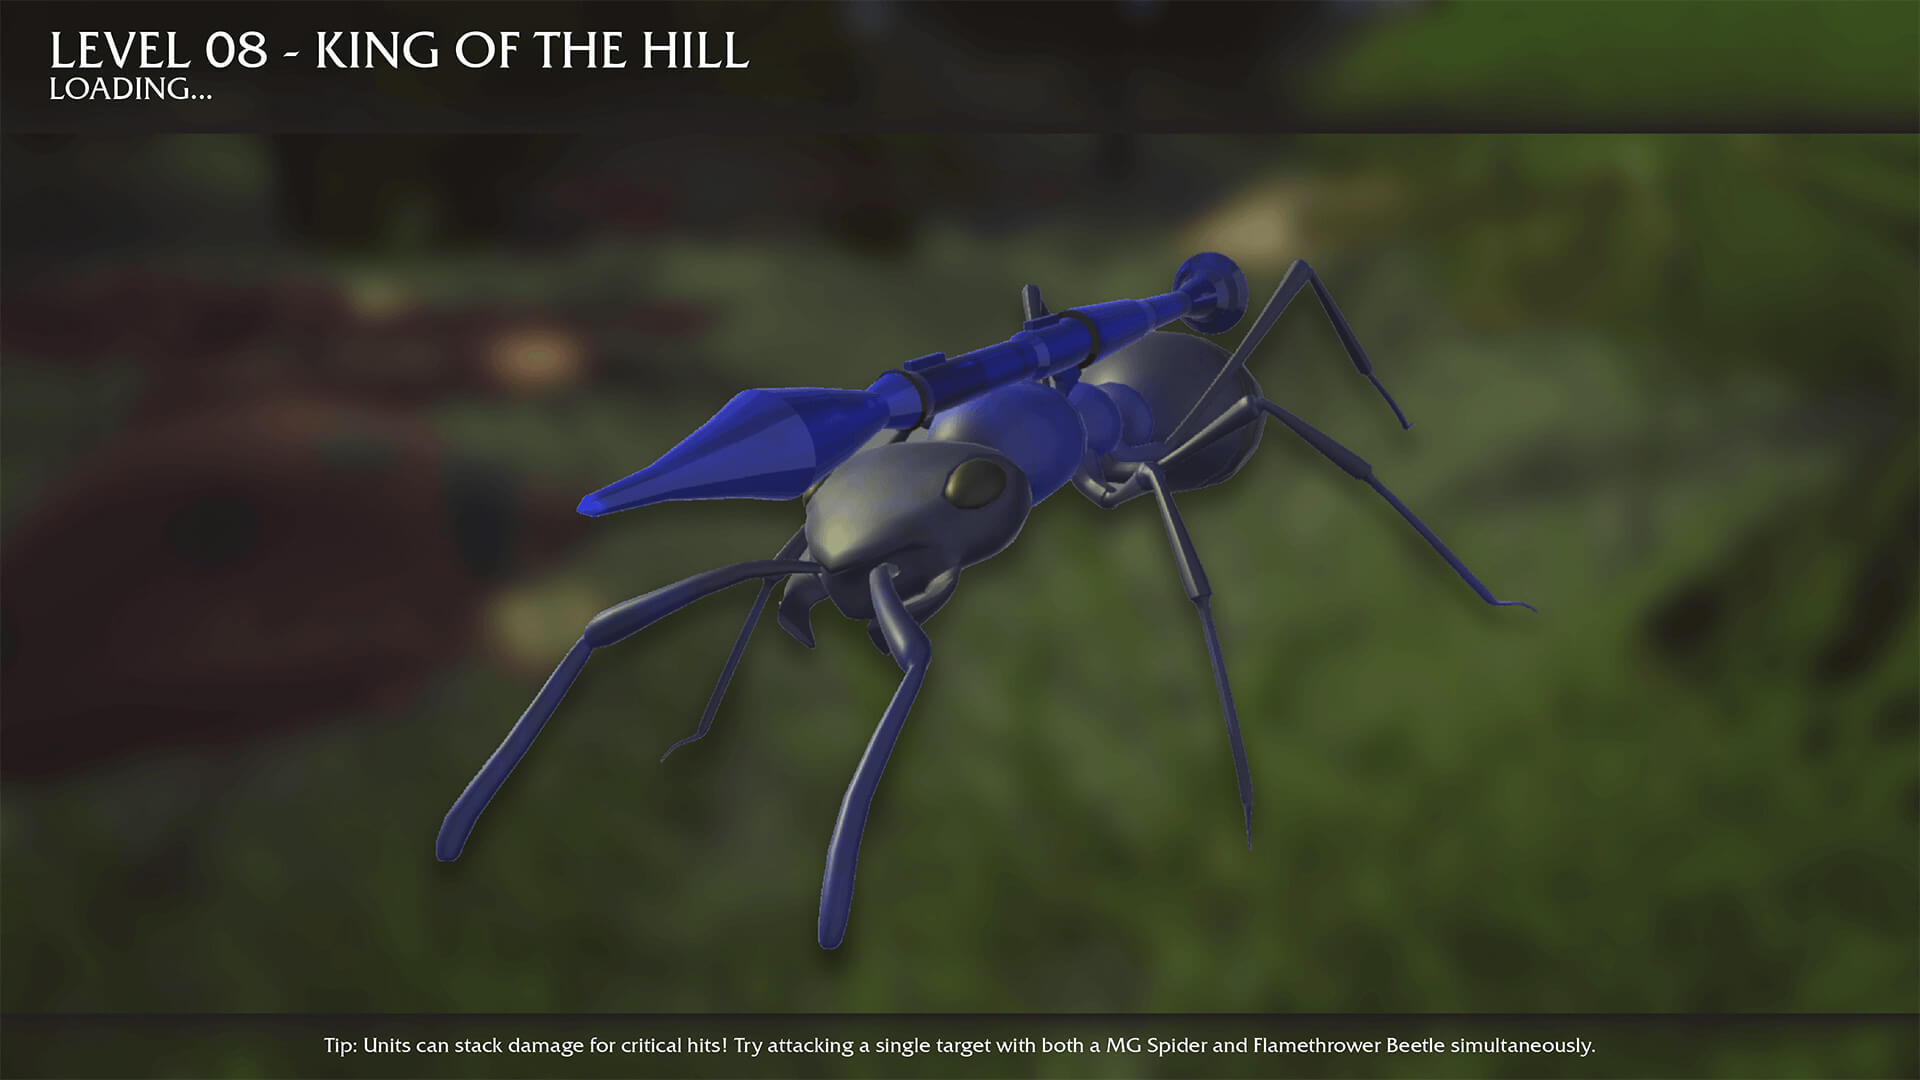 LEVEL 08 - KING OF THE HILL
LOADING...
Tip: Units can stack damage for critical hits! Try attacking a single target with both a MG Spider and Flamethrower Beetle simultaneously.